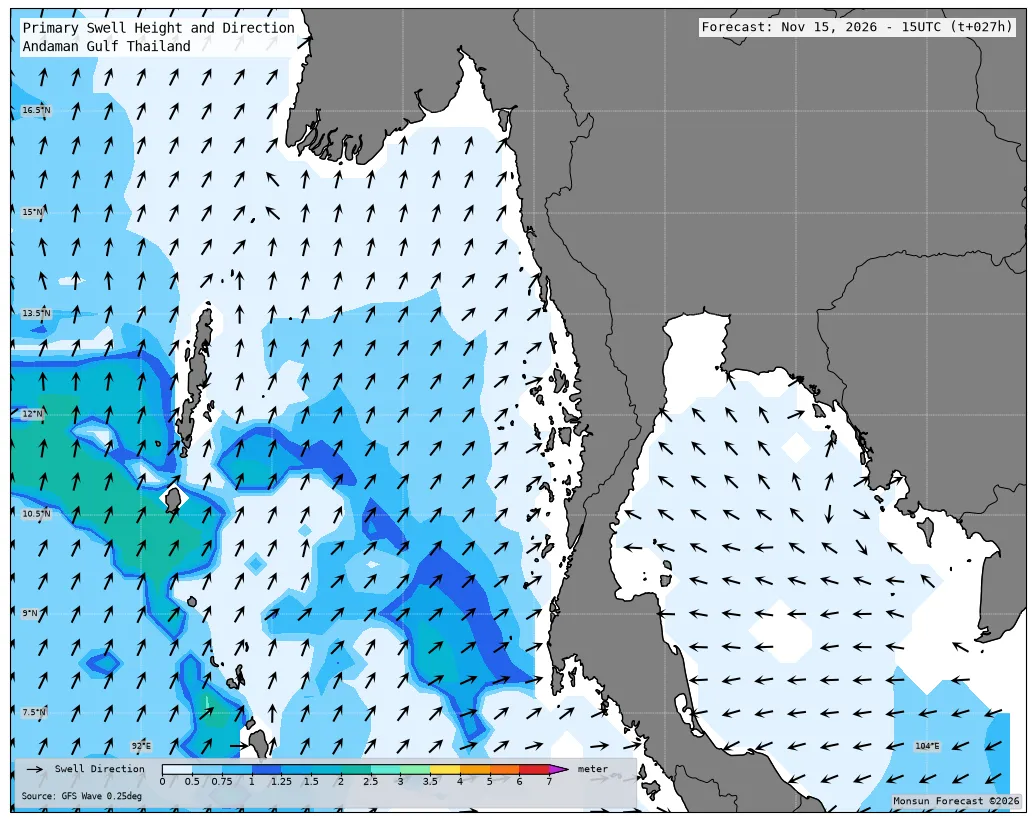 Primary Swell Height and Direction
Andaman Gulf Thailand
Forecast: Nov 15, 2026 - 15UTC (t+027h)
16.5°N
15°N
13.5°N
12°N
10.5°N
9°N
7.5°N
92°E
104°E
Swell Direction
meter
0 0.5 0.75 1 1.25 1.5 2 2.5 3 3.5 4 5 6 7
Source: GFS Wave 0.25deg
Monsun Forecast ©2026